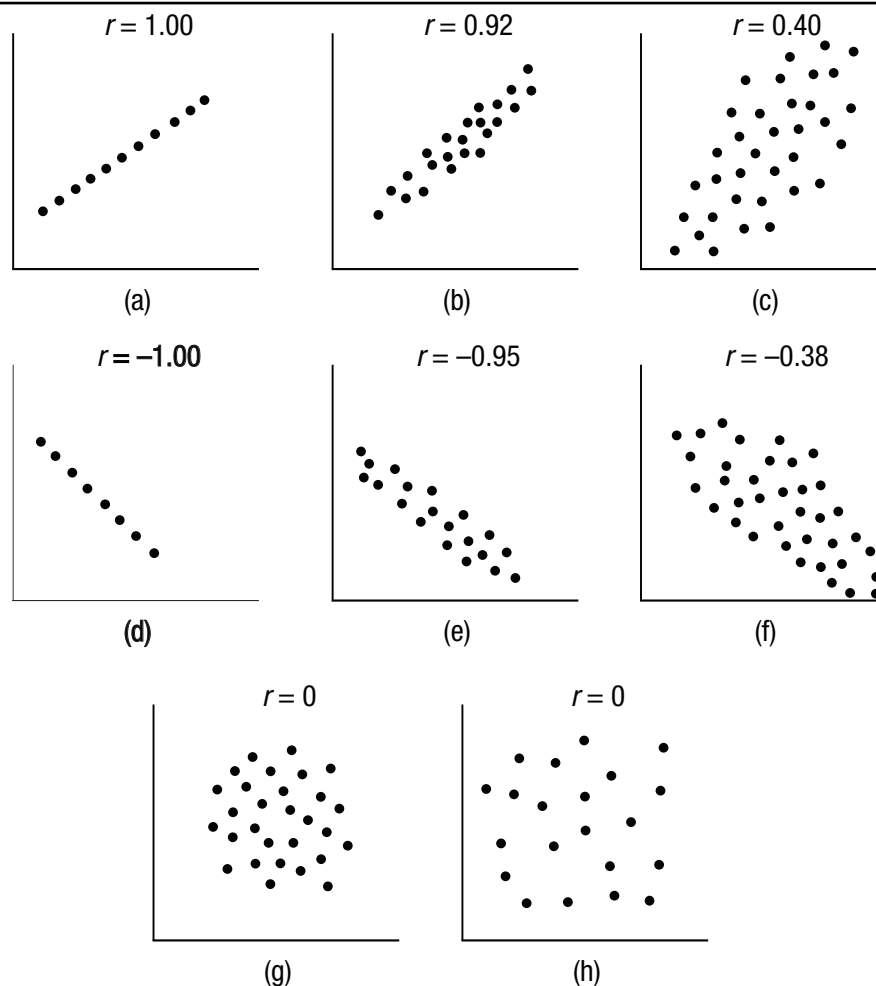 r = 1.00
r = 0.92
r = 0.40
(a)
(b)
(c)
r = –1.00
r = –0.95
r = –0.38
(d)
(e)
(f)
r = 0
r = 0
(g)
(h)